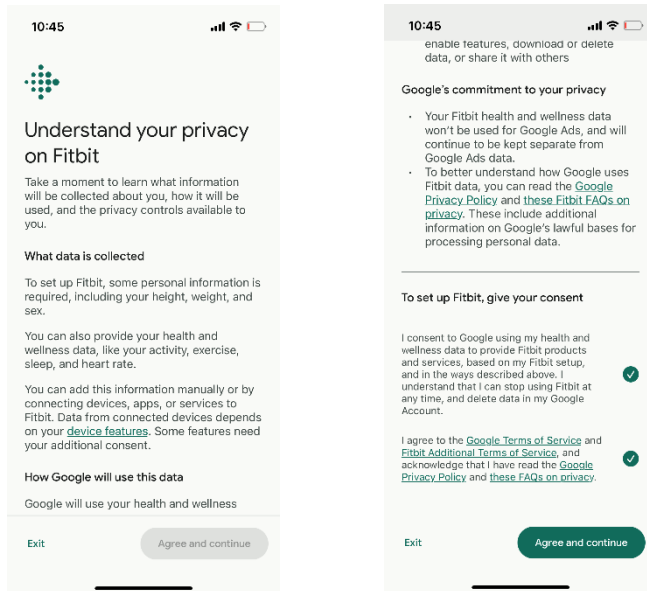 10:45
Understand your privacy
on Fitbit
Take a moment to learn what information
will be collected about you, how it will be
used, and the privacy controls available to
you.
What data is collected
To set up Fitbit, some personal information is
required, including your height, weight, and
sex.
You can also provide your health and
wellness data, like your activity, exercise,
sleep, and heart rate.
You can add this information manually or by
connecting devices, apps, or services to
Fitbit. Data from connected devices depends
on your device features. Some features need
your additional consent.
How Google will use this data
Google will use your health and wellness
Exit
Agree and continue
10:45
enable features, download or delete
data, or share it with others
Google's commitment to your privacy
· Your Fitbit health and wellness data
won't be used for Google Ads, and will
continue to be kept separate from
Google Ads data.
· To better understand how Google uses
Fitbit data, you can read the Google
Privacy Policy and these Fitbit FAQs on
privacy. These include additional
information on Google's lawful bases for
processing personal data.
To set up Fitbit, give your consent
I consent to Google using my health and
wellness data to provide Fitbit products
and services, based on my Fitbit setup,
and in the ways described above. I
understand that I can stop using Fitbit at
any time, and delete data in my Google
Account.
I agree to the Google Terms of Service and
Fitbit Additional Terms of Service, and
acknowledge that I have read the Google
Privacy Policy and these FAQs on privacy.
Exit
Agree and continue